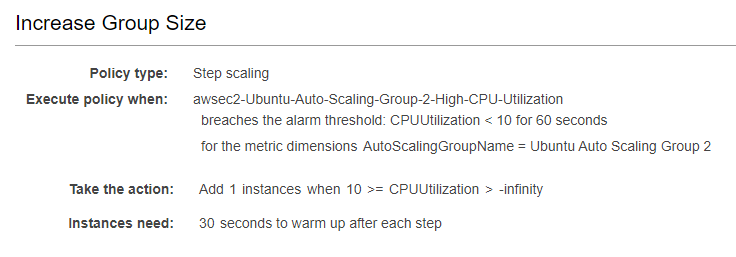 Increase Group Size
Policy type: Step scaling
Execute policy when: awsec2-Ubuntu-Auto-Scaling-Group-2-High-CPU-Utilization
breaches the alarm threshold: CPUUtilization < 10 for 60 seconds
for the metric dimensions AutoScalingGroupName = Ubuntu Auto Scaling Group 2
Take the action: Add 1 instances when 10 >= CPUUtilization > -infinity
Instances need: 30 seconds to warm up after each step